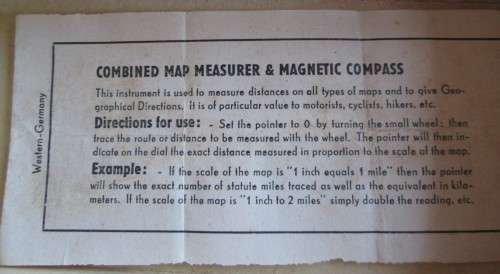 COMBINED MAP MEASURER & MAGNETIC COMPASS
This instrument is used to measure distances on all types of maps and to give Geo-
graphical Directions, it is of particular value to motorists, cyclists, hikers, etc.
Directions for use: - Set the pointer to 0 by turning the small wheel; then
trace the route or distance to be measured with the wheel. The pointer will then in-
dicate on the dial the exact distance measured in proportion to the scale of the map.
Example: - If the scale of the map is "1 inch equals 1 mile" then the pointer
will show the exact number of statute miles traced as well as the equivalent in kilo-
meters. If the scale of the map is "1 inch to 2 miles" simply double the reading, etc.
Western-Germany